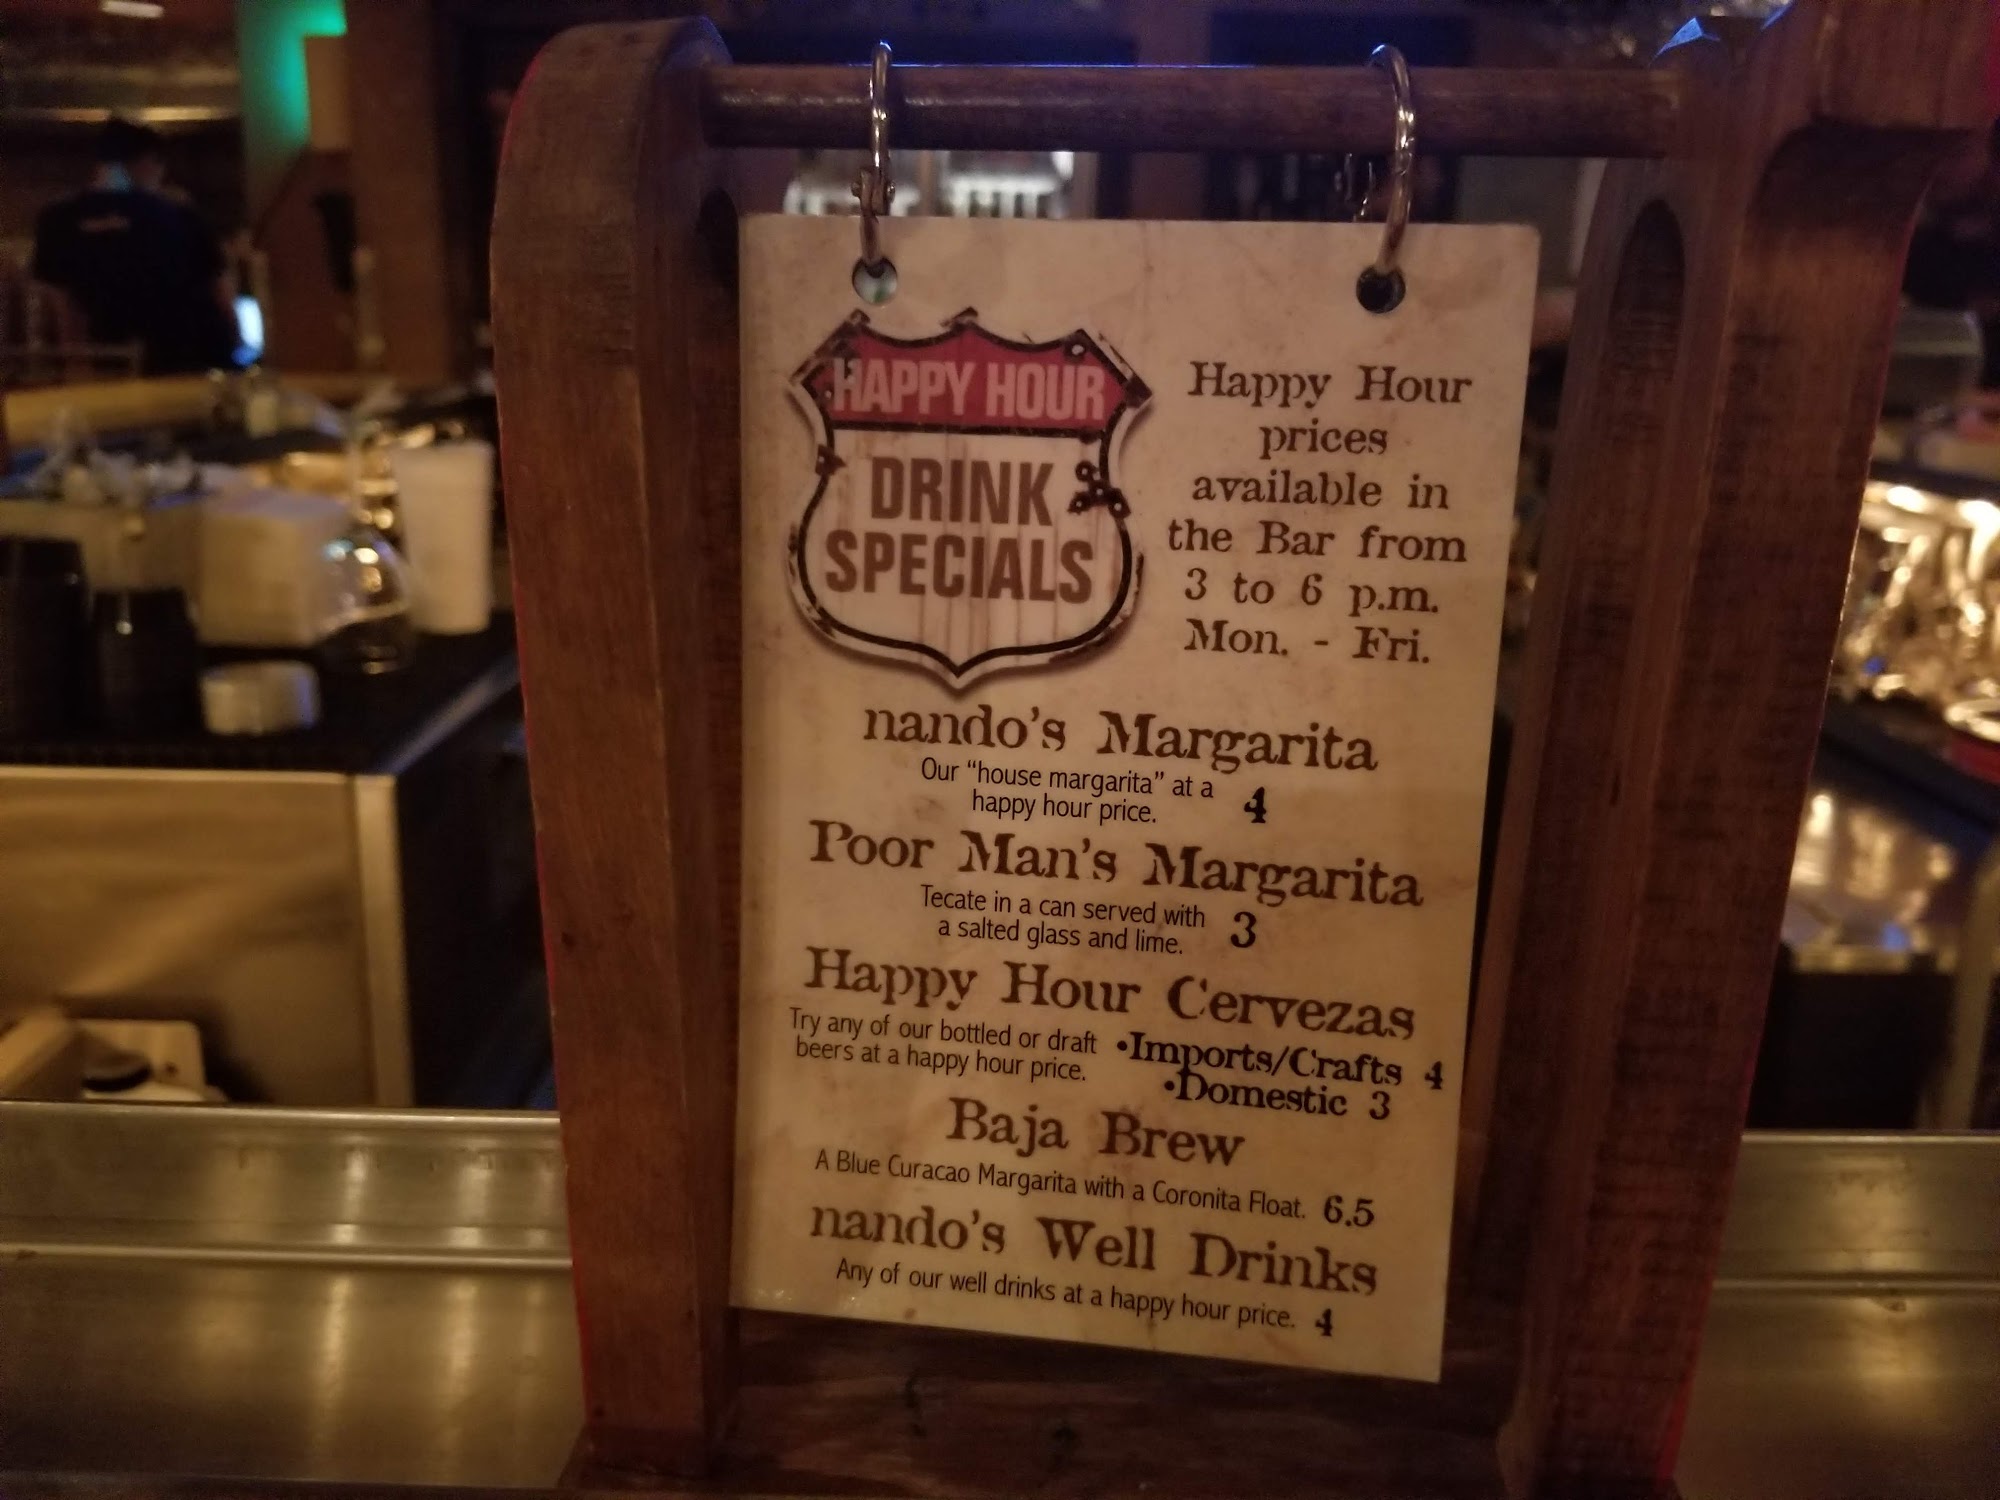 HAPPY HOUR
DRINK
SPECIALS
Happy Hour
prices
available in
the Bar from
3 to 6 p.m.
Mon. - Fri.
nando's Margarita
Our “house margarita” at a
happy hour price. 4
Poor Man's Margarita
Tecate in a can served with
a salted glass and lime. 3
Happy Hour Cervezas
Try any of our bottled or draft
beers at a happy hour price.
•Imports/Crafts 4
•Domestic 3
Baja Brew
A Blue Curacao Margarita with a Coronita Float. 6.5
nando's Well Drinks
Any of our well drinks at a happy hour price. 4